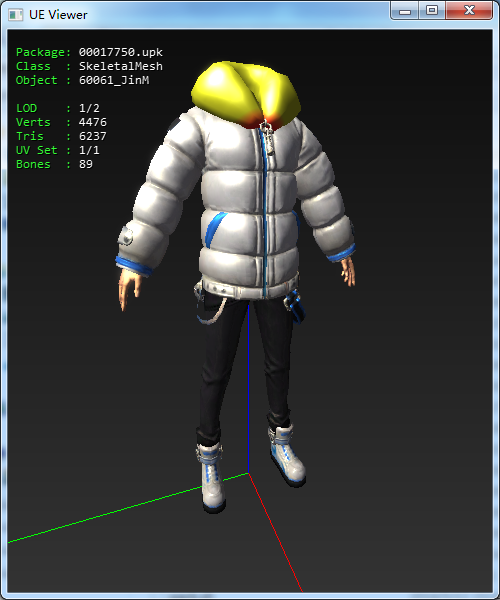 UE Viewer
Package: 00017750.upk
Class : SkeletalMesh
Object : 60061_JinM
LOD : 1/2
Verts : 4476
Tris : 6237
UV Set : 1/1
Bones : 89